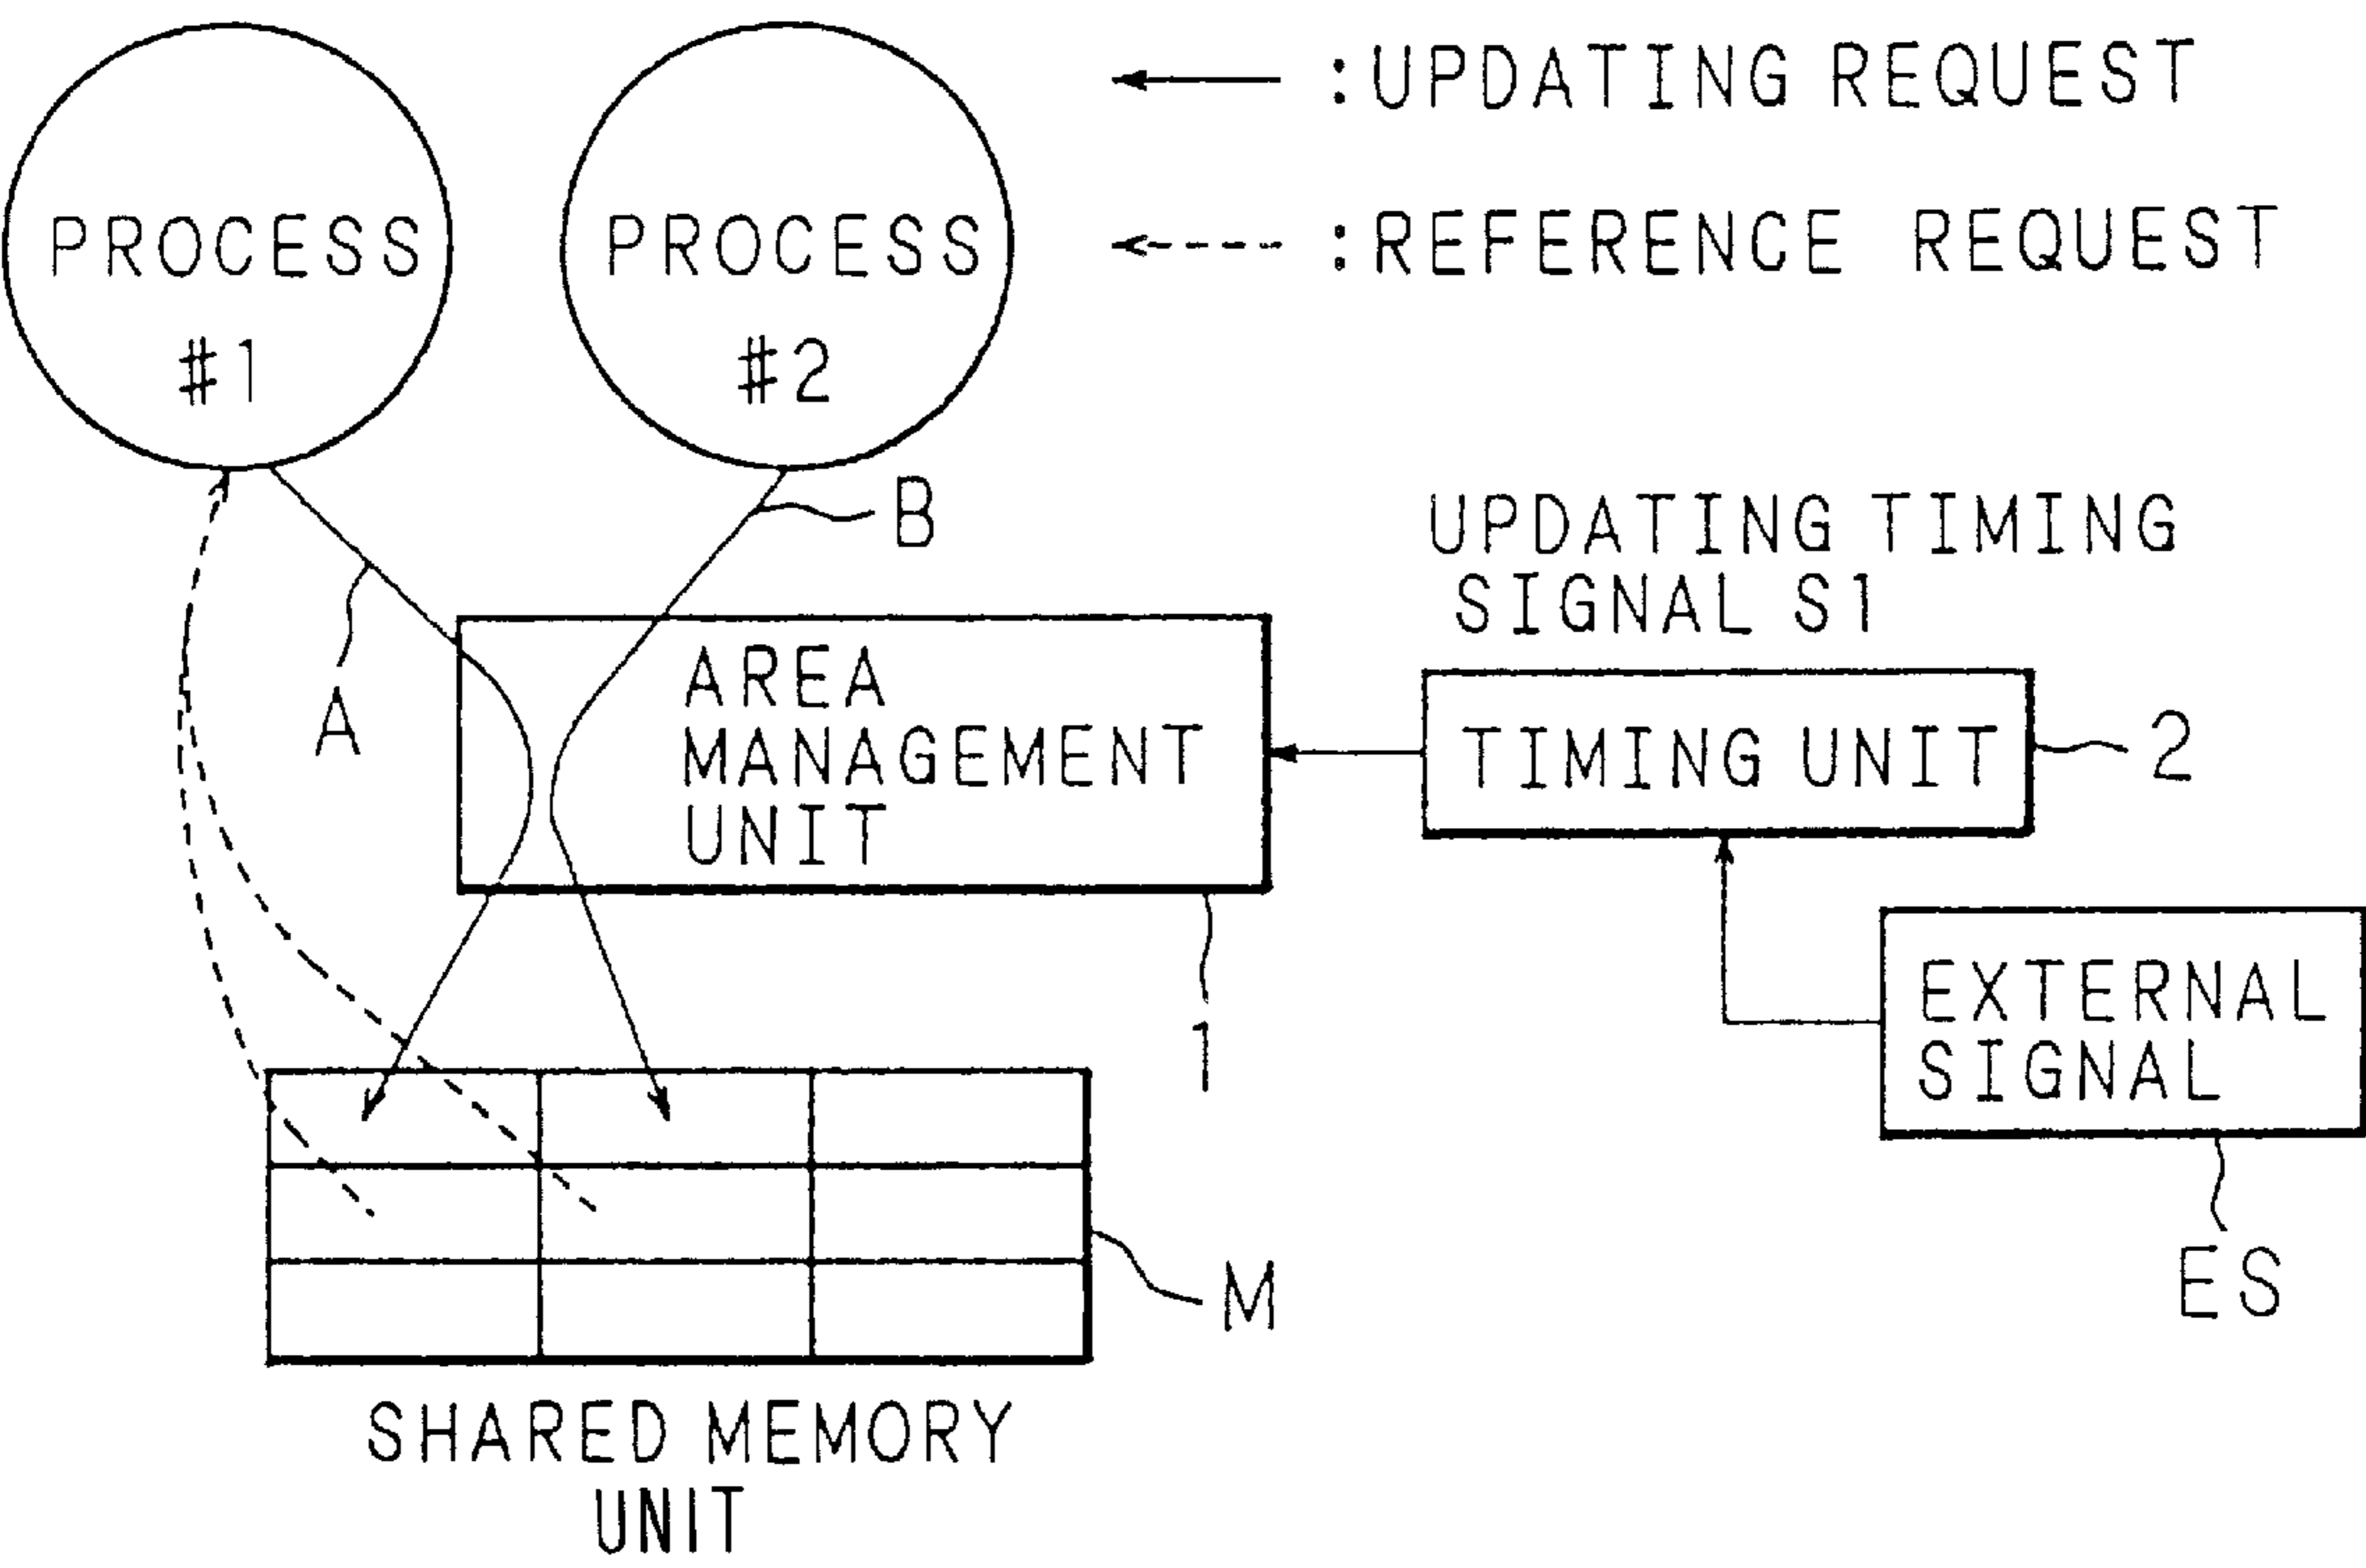 PROCESS
#1
PROCESS
#2
:UPDATING REQUEST
:REFERENCE REQUEST
A
B
AREA
MANAGEMENT
UNIT
1
UPDATING TIMING
SIGNAL S1
TIMING UNIT
2
EXTERNAL
SIGNAL
ES
M
SHARED MEMORY
UNIT